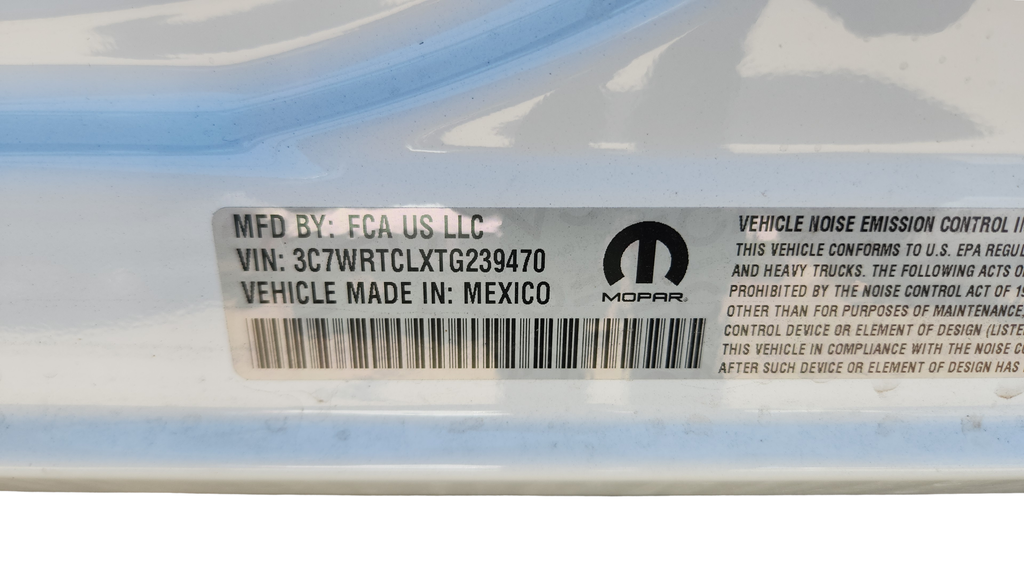 MFD BY: FCA US LLC
VIN: 3C7WRTCLXTG239470
VEHICLE MADE IN: MEXICO
MOPAR®
VEHICLE NOISE EMISSION CONTROL
THIS VEHICLE CONFORMS TO U.S. EPA
AND HEAVY TRUCKS. THE FOLLOWING ACTS
PROHIBITED BY THE NOISE CONTROL ACT OF
OTHER THAN FOR PURPOSES OF MAINTENANCE,
CONTROL DEVICE OR ELEMENT OF DESIGN
THIS VEHICLE IN COMPLIANCE WITH THE NOISE
AFTER SUCH DEVICE OR ELEMENT OF DESIGN HAS